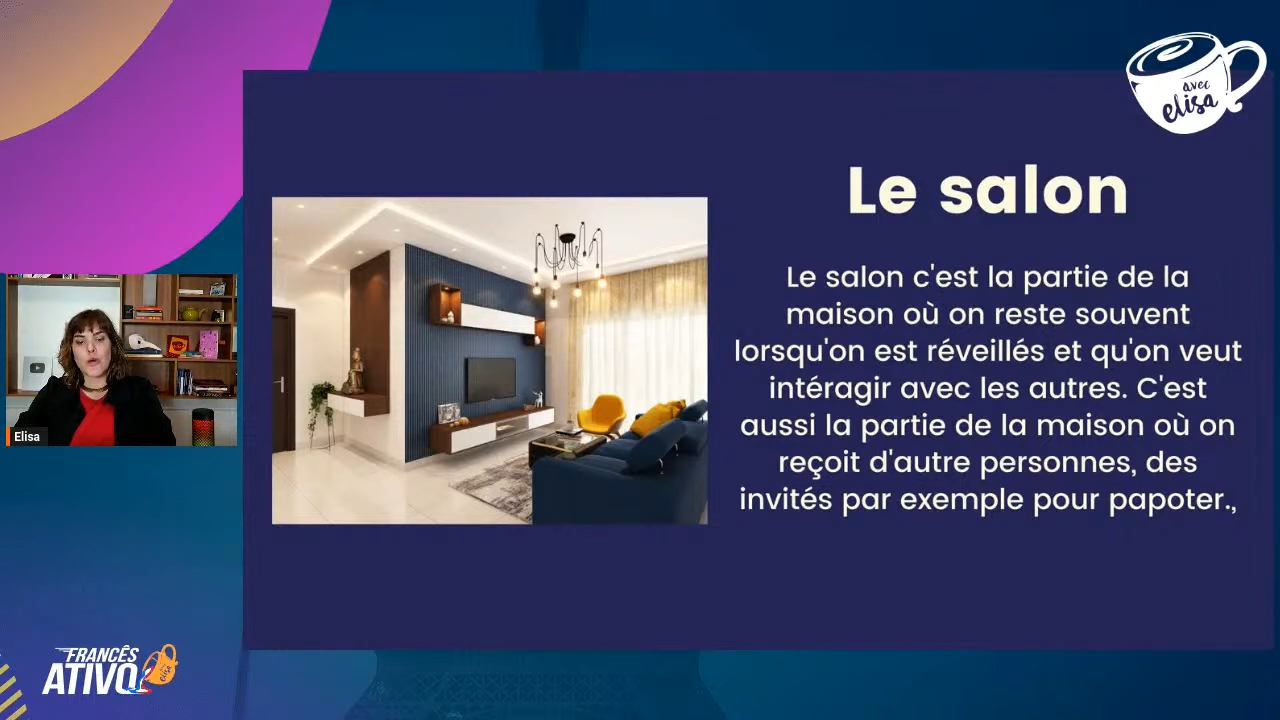 avec
elisa
Le salon
Le salon c'est la partie de la
maison où on reste souvent
lorsqu'on est réveillés et qu'on veut
intéragir avec les autres. C'est
aussi la partie de la maison où on
reçoit d'autre personnes, des
invités par exemple pour papoter.,
Elisa
FRANCÊS
ATIVO
elisa